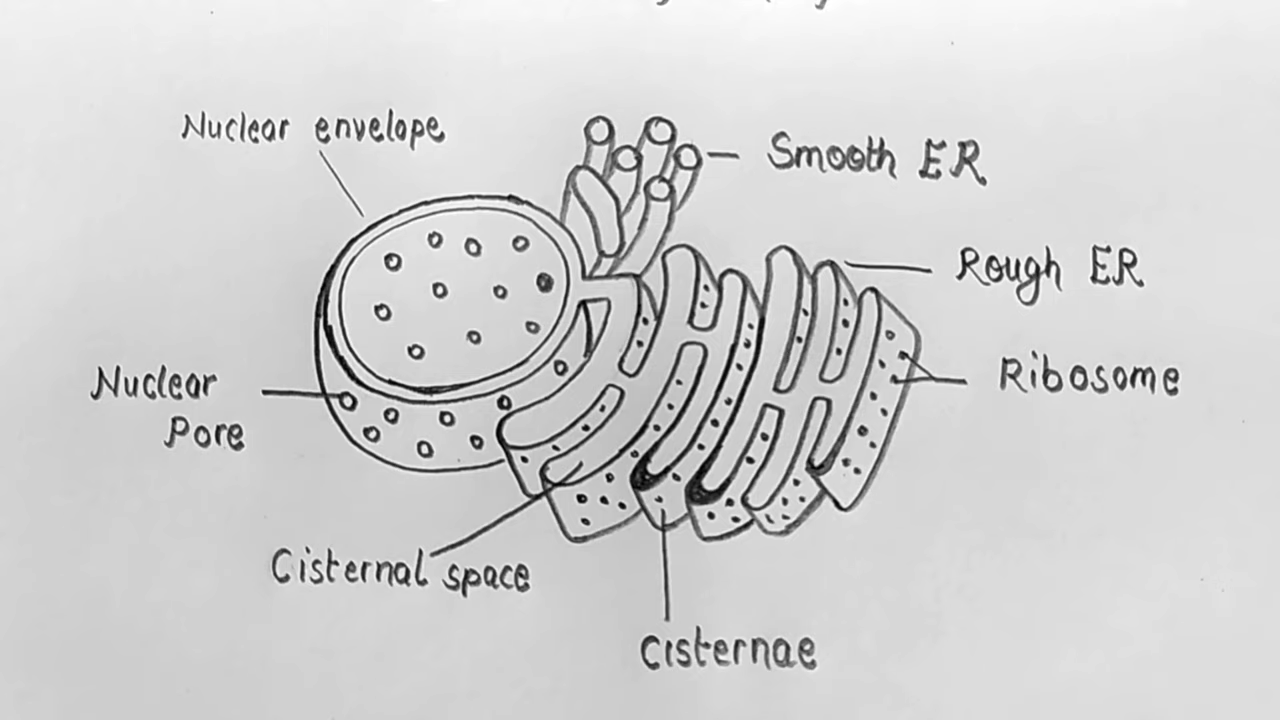 Nuclear envelope
Smooth ER
Rough ER
Nuclear
Pore
Ribosome
Cisternal space
Cisternae